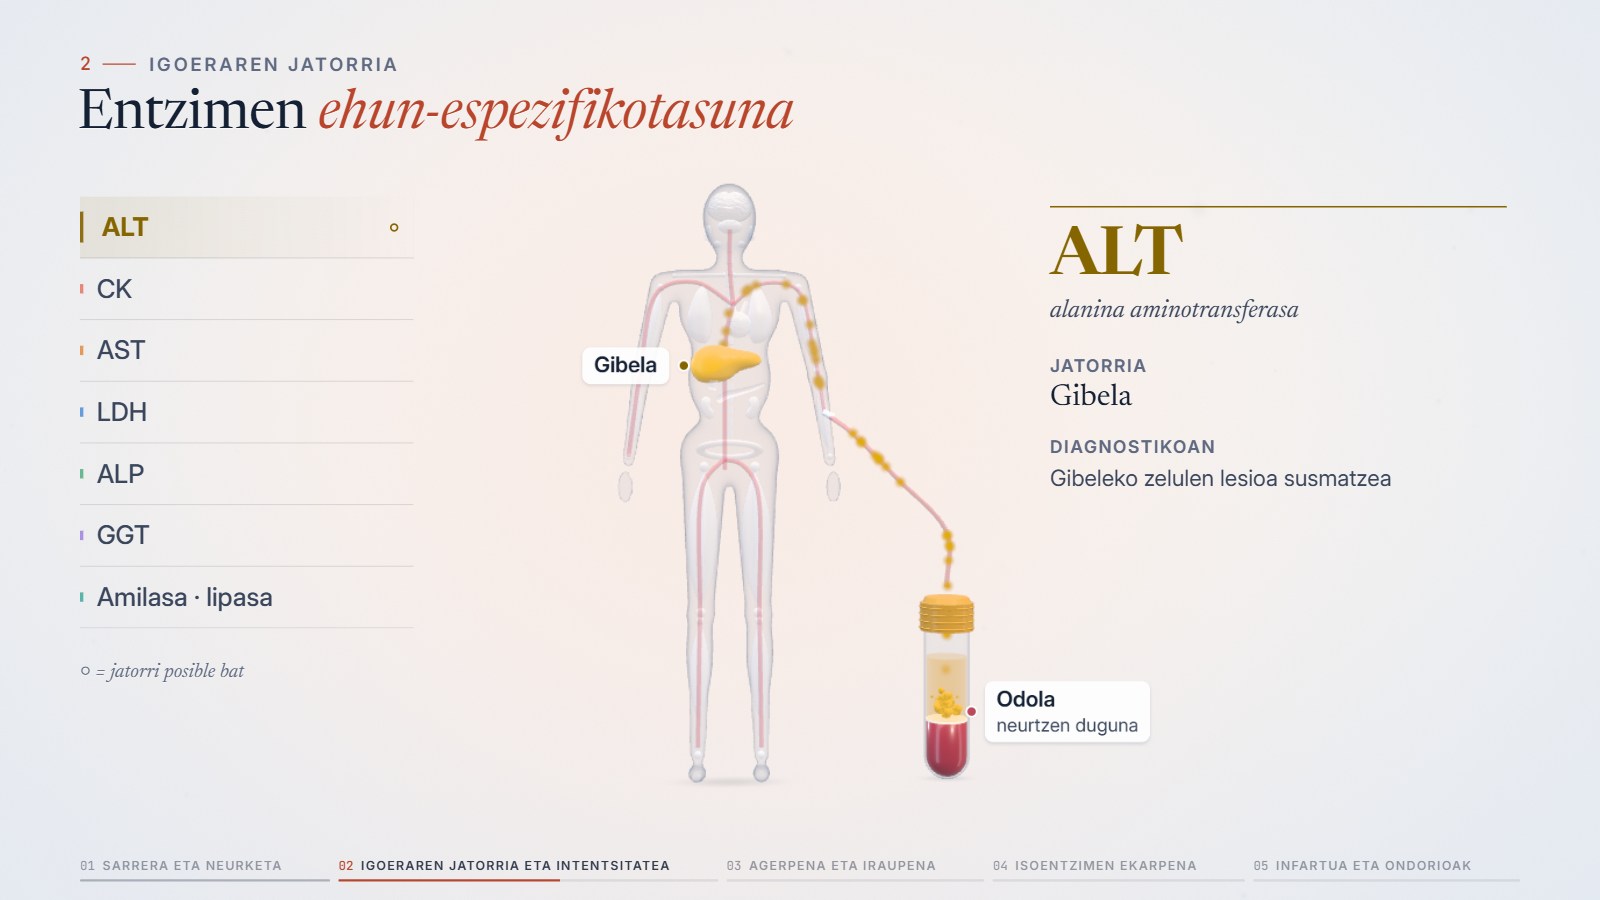 2 — IGOERAREN JATORRIA
Entzimen ehun-espezifikotasuna
ALT
CK
AST
LDH
ALP
GGT
Amilasa · lipasa
○ = jatorri posible bat
Gibela
Odola
neurtzen duguna
ALT
alanina aminotransferasa
JATORRIA
Gibela
DIAGNOSTIKOAN
Gibeleko zelulen lesioa susmatzea
01 SARRERA ETA NEURKETA
02 IGOERAREN JATORRIA ETA INTENTSITATEA
03 AGERPENA ETA IRAUPENA
04 ISOENTZIMEN EKARPENA
05 INFARTUA ETA ONDORIOAK